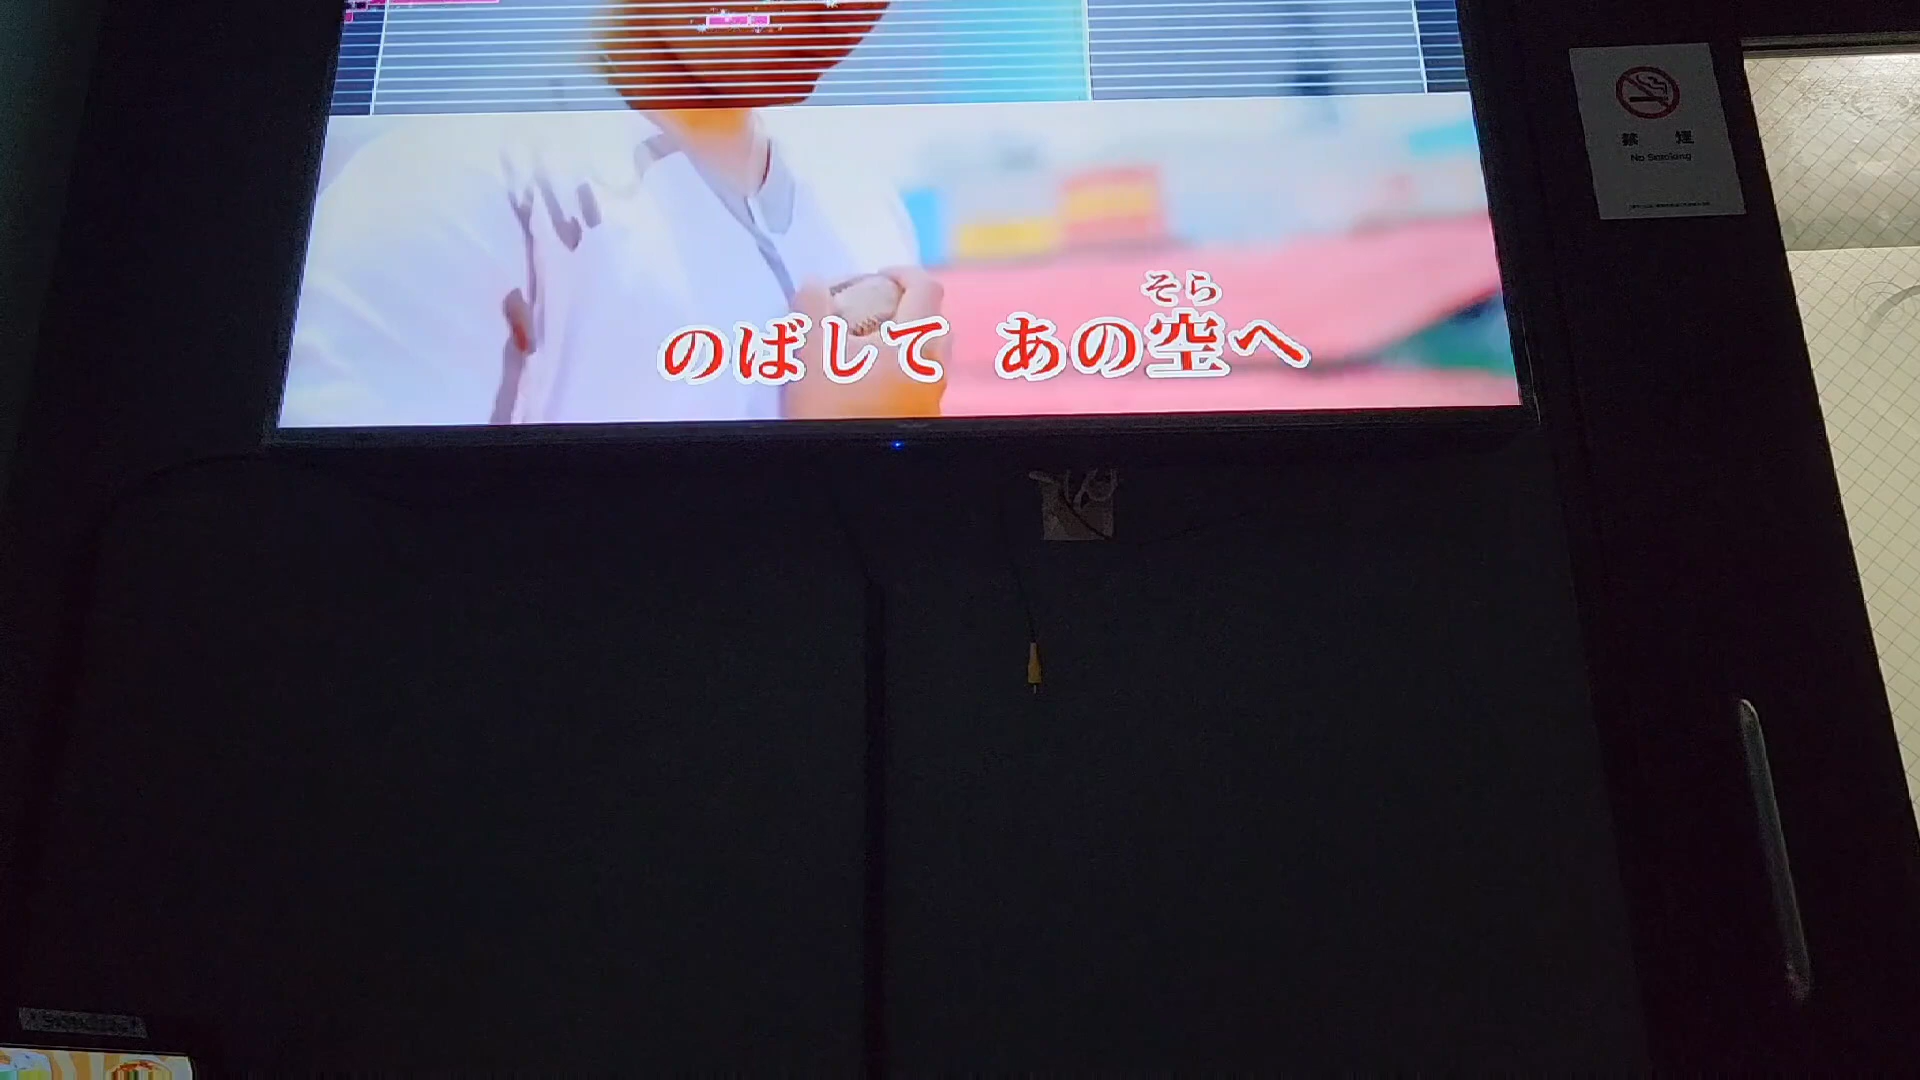 そら
のばして あの空へ
禁 煙
No Smoking